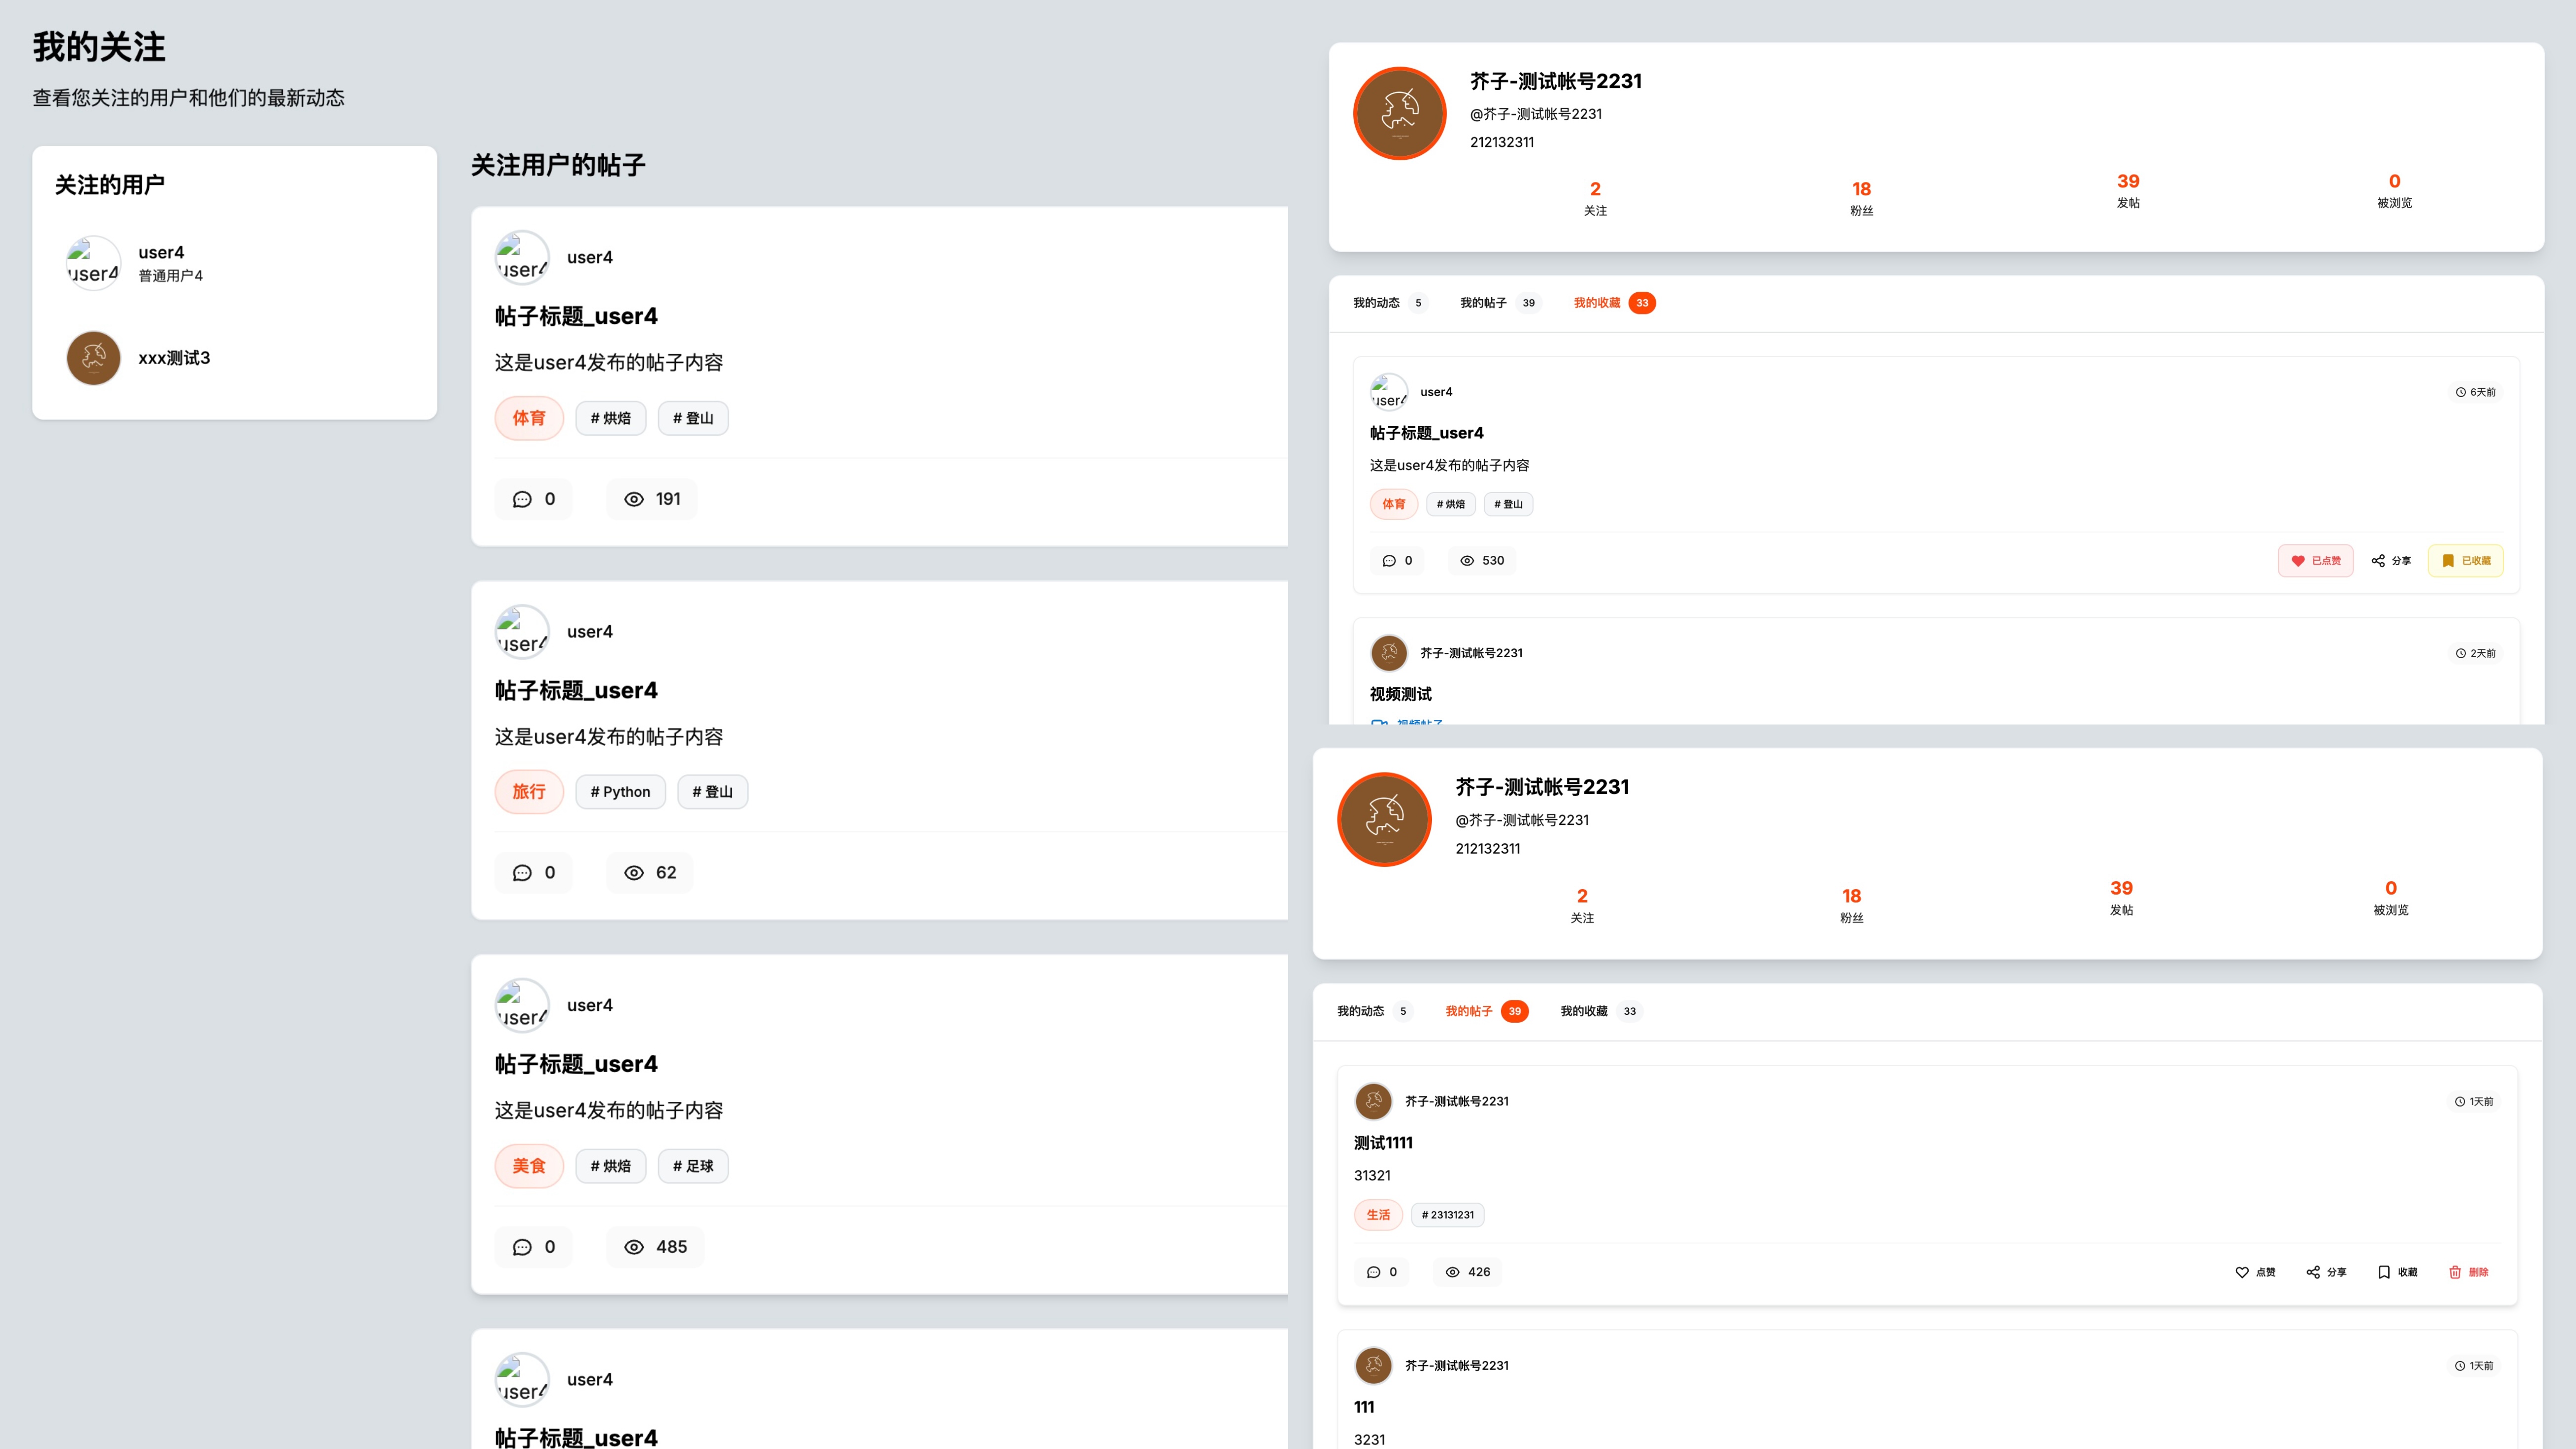 我的关注
查看您关注的用户和他们的最新动态
关注的用户
user4
user4
普通用户4
xxx测试3
关注用户的帖子
user4
user4
帖子标题_user4
这是user4发布的帖子内容
体育 # 烘焙 # 登山
0 191
user4
user4
帖子标题_user4
这是user4发布的帖子内容
旅行 # Python # 登山
0 62
user4
user4
帖子标题_user4
这是user4发布的帖子内容
美食 # 烘焙 # 足球
0 485
user4
user4
帖子标题_user4
芥子-测试帐号2231
@芥子-测试帐号2231
212132311
2 18 39 0
关注 粉丝 发帖 被浏览
我的动态 5 我的帖子 39 我的收藏 33
user4
user4 6天前
帖子标题_user4
这是user4发布的帖子内容
体育 # 烘焙 # 登山
0 530 已点赞 分享 已收藏
芥子-测试帐号2231 2天前
视频测试
视频帖子
芥子-测试帐号2231
@芥子-测试帐号2231
212132311
2 18 39 0
关注 粉丝 发帖 被浏览
我的动态 5 我的帖子 39 我的收藏 33
芥子-测试帐号2231 1天前
测试1111
31321
生活 # 23131231
0 426 点赞 分享 收藏 删除
芥子-测试帐号2231 1天前
111
3231